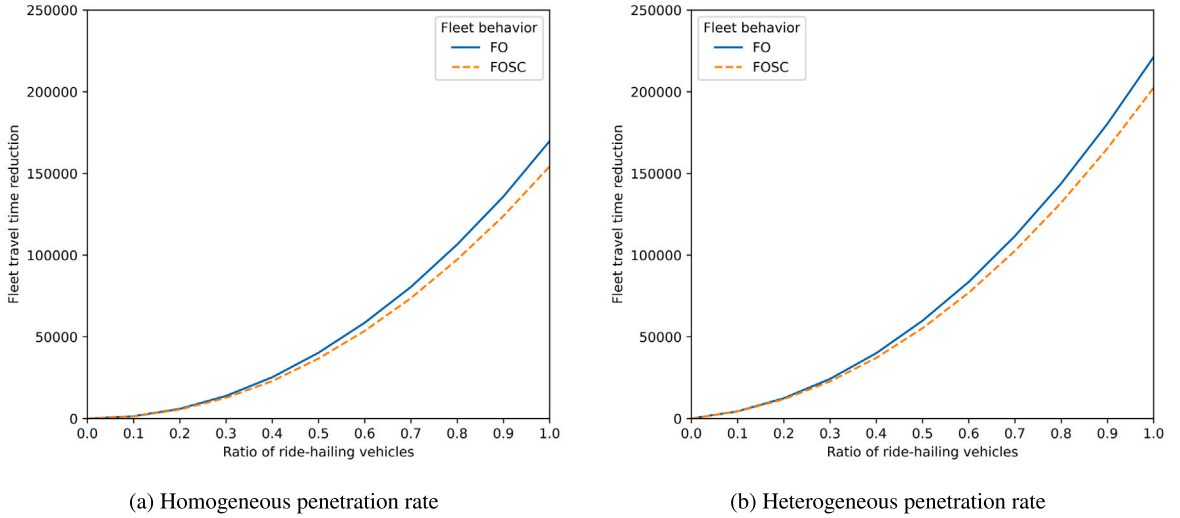 250000
200000
150000
100000
50000
0
Fleet travel time reduction
Fleet behavior
FO
FOSC
0.0 0.1 0.2 0.3 0.4 0.5 0.6 0.7 0.8 0.9 1.0
Ratio of ride-hailing vehicles
(a) Homogeneous penetration rate
250000
200000
150000
100000
50000
0
Fleet travel time reduction
Fleet behavior
FO
FOSC
0.0 0.1 0.2 0.3 0.4 0.5 0.6 0.7 0.8 0.9 1.0
Ratio of ride-hailing vehicles
(b) Heterogeneous penetration rate